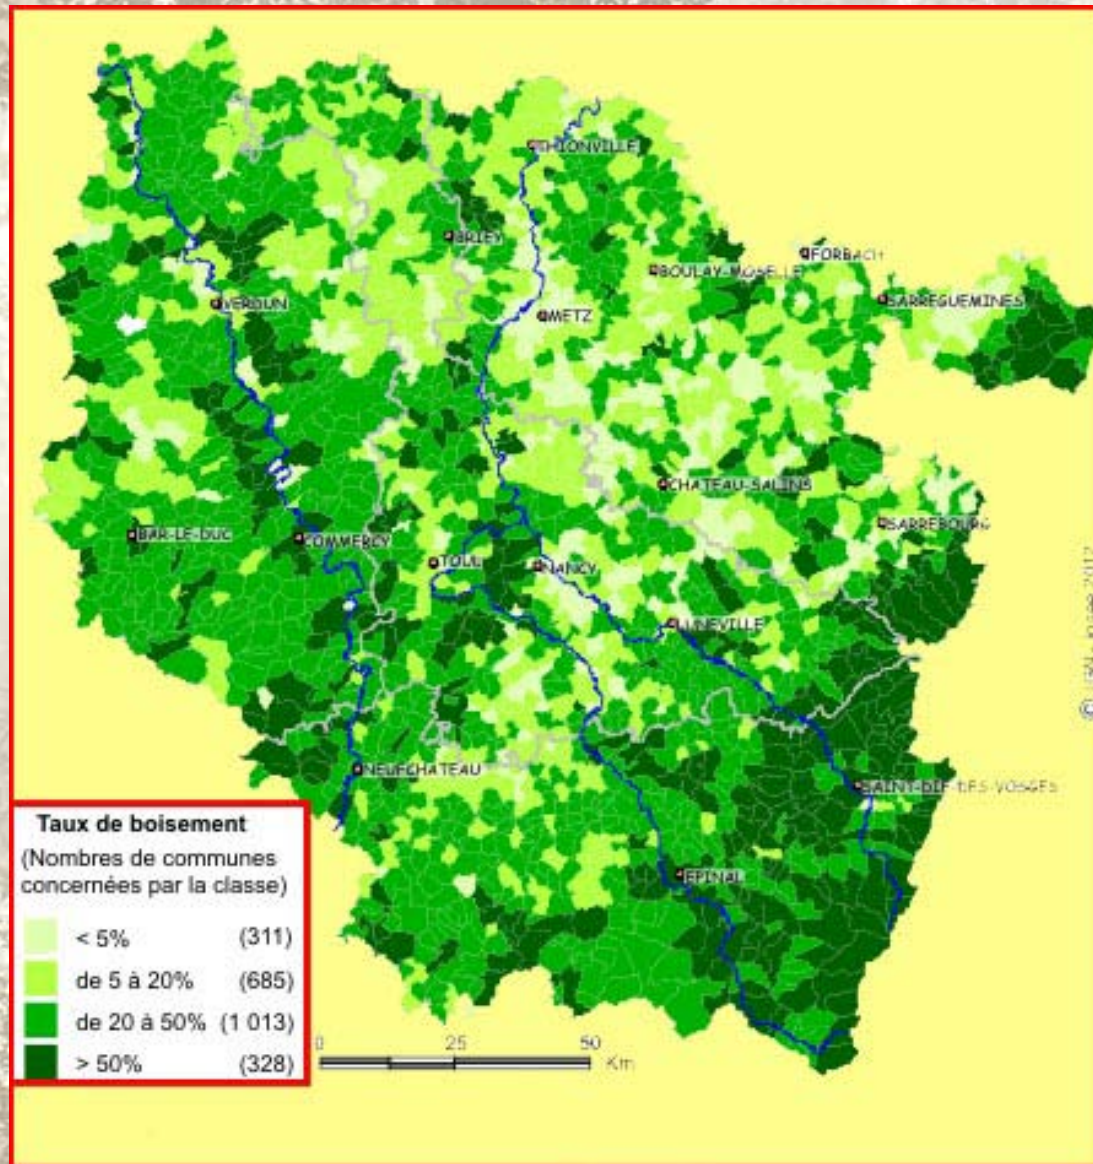 THIONVILLE
BRIEY
FORBACH
BOULAY-MOSELLE
VERDUN
SARREGUEMINES
METZ
CHATEAU-SALINS
SARREBOURG
BAR-LE-DUC
COMMERCY
TOUL
NANCY
LUNEVILLE
NEUFCHATEAU
SAINT-DIE-DES-VOSGES
EPINAL
Taux de boisement
(Nombres de communes
concernées par la classe)
< 5% (311)
de 5 à 20% (685)
de 20 à 50% (1 013)
> 50% (328)
0 25 50
Km